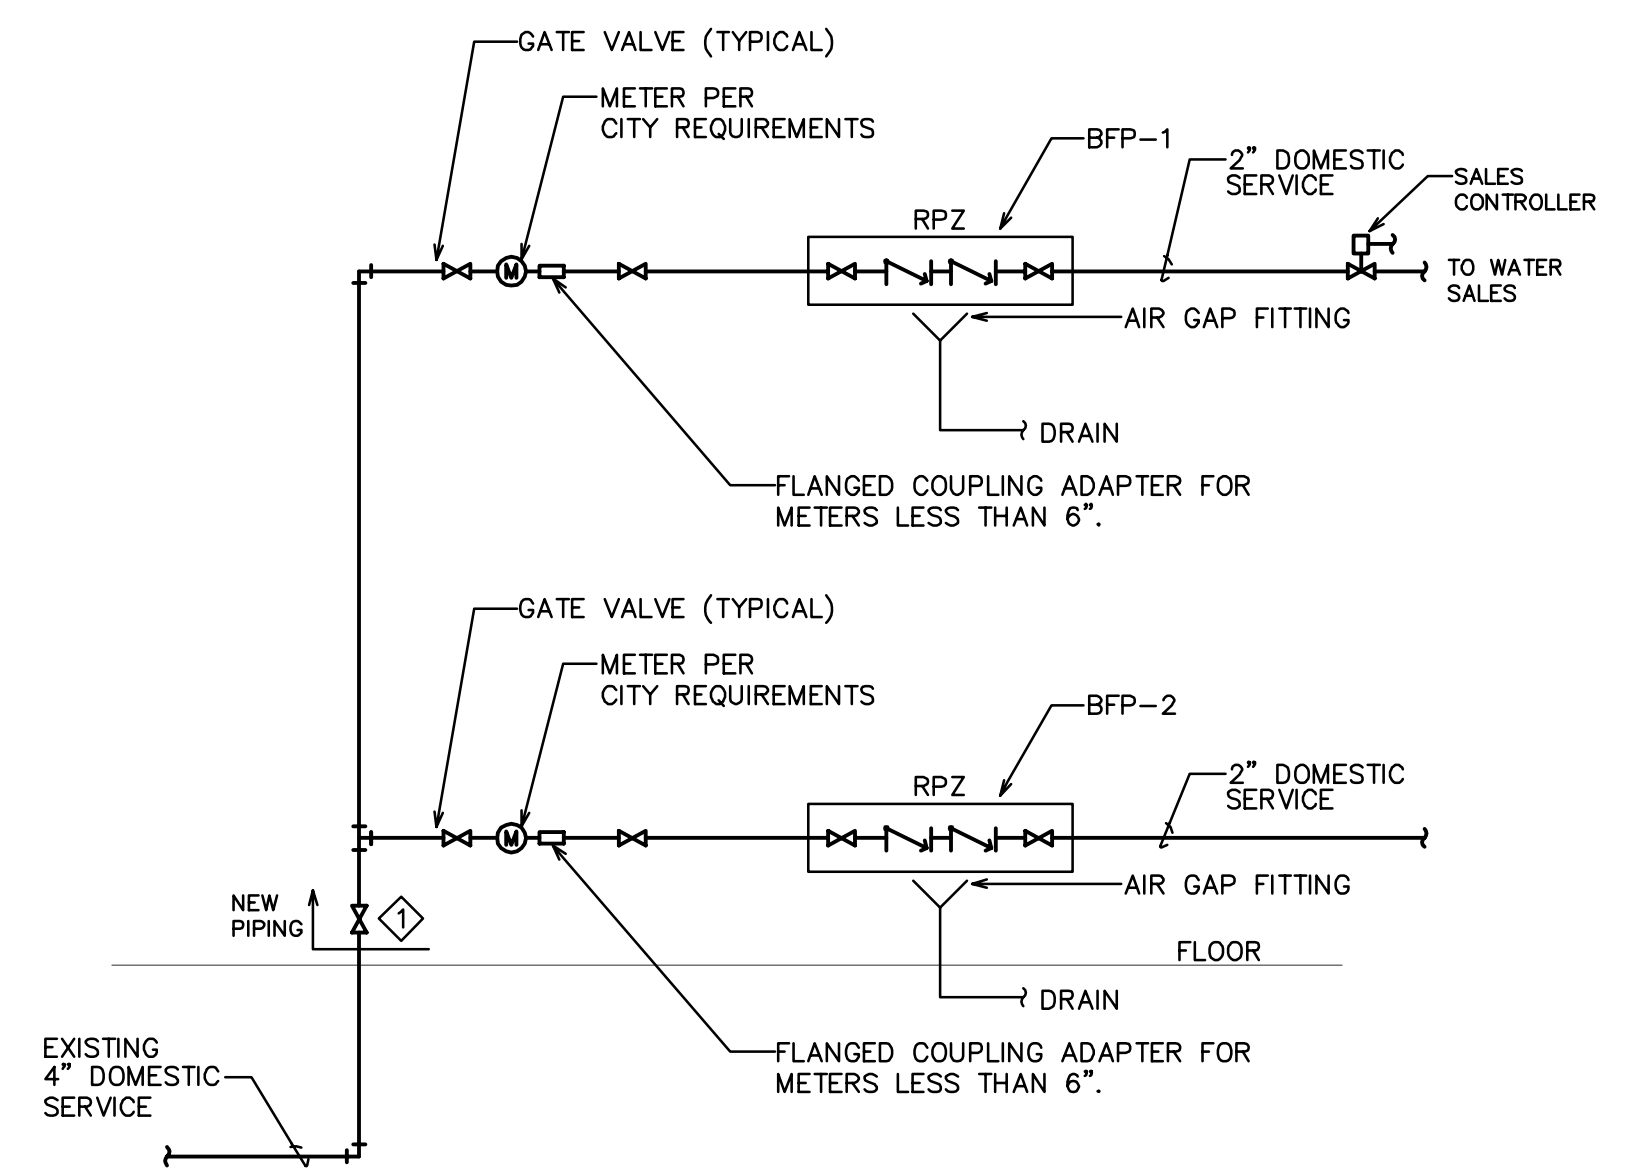 GATE VALVE (TYPICAL)
METER PER
CITY REQUIREMENTS
BFP-1
2" DOMESTIC
SERVICE
SALES
CONTROLLER
RPZ
M
TO WATER
SALES
AIR GAP FITTING
DRAIN
FLANGED COUPLING ADAPTER FOR
METERS LESS THAN 6".
GATE VALVE (TYPICAL)
METER PER
CITY REQUIREMENTS
BFP-2
2" DOMESTIC
SERVICE
RPZ
M
AIR GAP FITTING
NEW
PIPING
1
FLOOR
DRAIN
FLANGED COUPLING ADAPTER FOR
METERS LESS THAN 6".
EXISTING
4" DOMESTIC
SERVICE